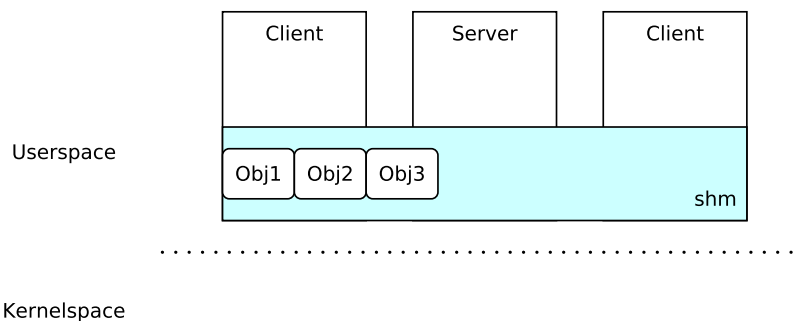 Client
Server
Client
Userspace
Obj1
Obj2
Obj3
shm
Kernelspace